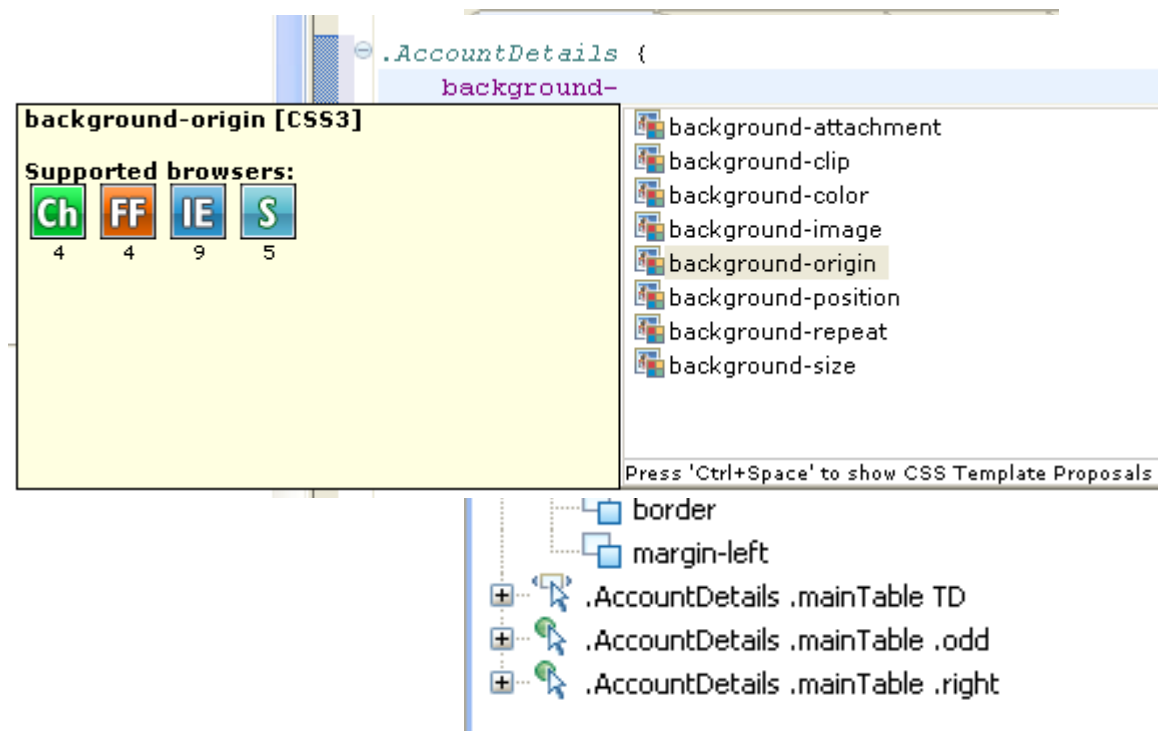 .AccountDetails {
background-
background-origin [CSS3]
Supported browsers:
Ch FF IE S
4 4 9 5
background-attachment
background-clip
background-color
background-image
background-origin
background-position
background-repeat
background-size
Press 'Ctrl+Space' to show CSS Template Proposals
border
margin-left
.AccountDetails .mainTable TD
.AccountDetails .mainTable .odd
.AccountDetails .mainTable .right